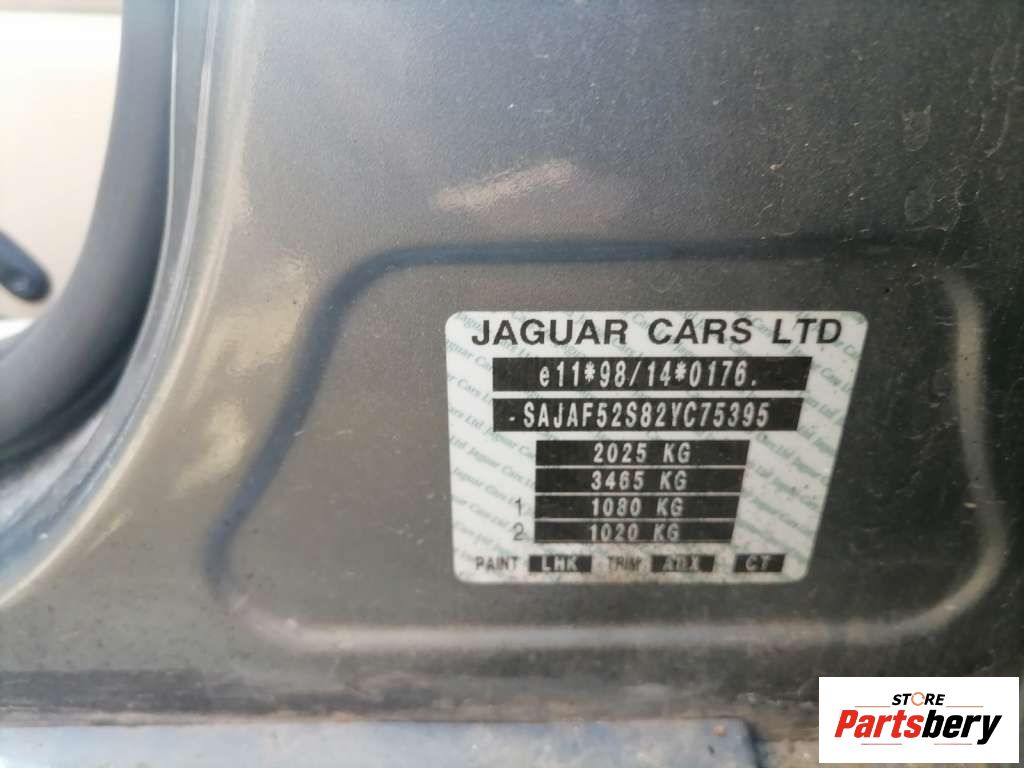 JAGUAR CARS LTD
e11*98/14*0176.
-SAJAF52S82YC75395
2025 KG
3465 KG
1 1080 KG
2 1020 KG
PAINT LHK TRIM CT
STORE
Partsbery